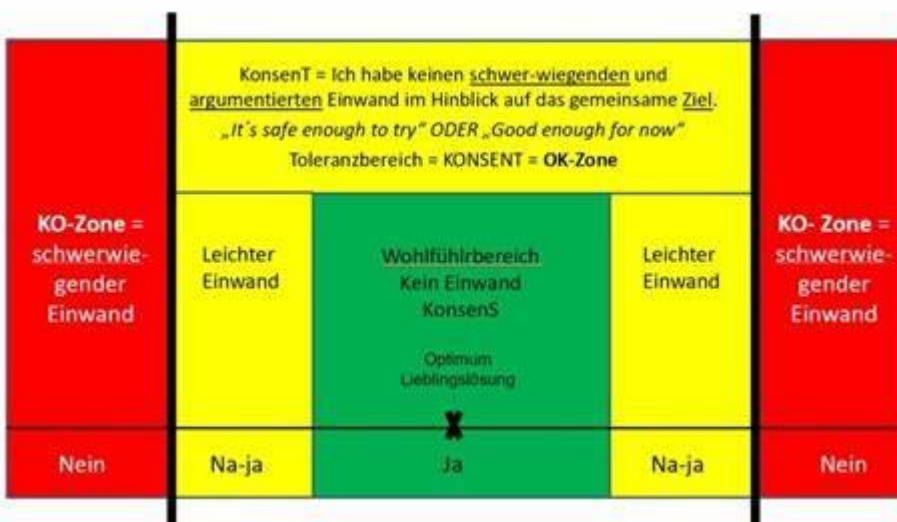 KonsenT = Ich habe keinen schwer-wiegenden und
argumentierten Einwand im Hinblick auf das gemeinsame Ziel.
„It´s safe enough to try“ ODER „Good enough for now“
Toleranzbereich = KONSENT = OK-Zone
KO-Zone =
schwerwie-
gender
Einwand
Leichter
Einwand
Wohlfühlrbereich
Kein Einwand
KonsenS
Optimum
Lieblingslösung
Leichter
Einwand
KO- Zone =
schwerwie-
gender
Einwand
Nein
Na-ja
Ja
Na-ja
Nein